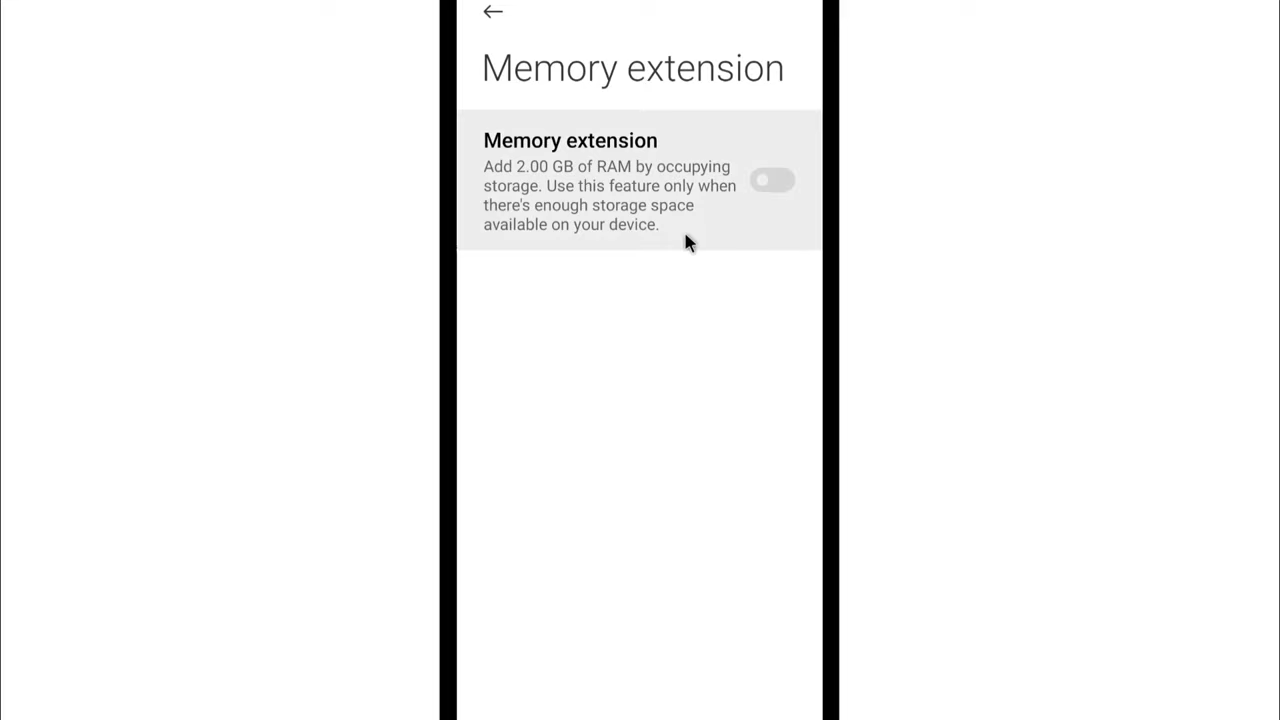 Memory extension
Memory extension
Add 2.00 GB of RAM by occupying
storage. Use this feature only when
there's enough storage space
available on your device.